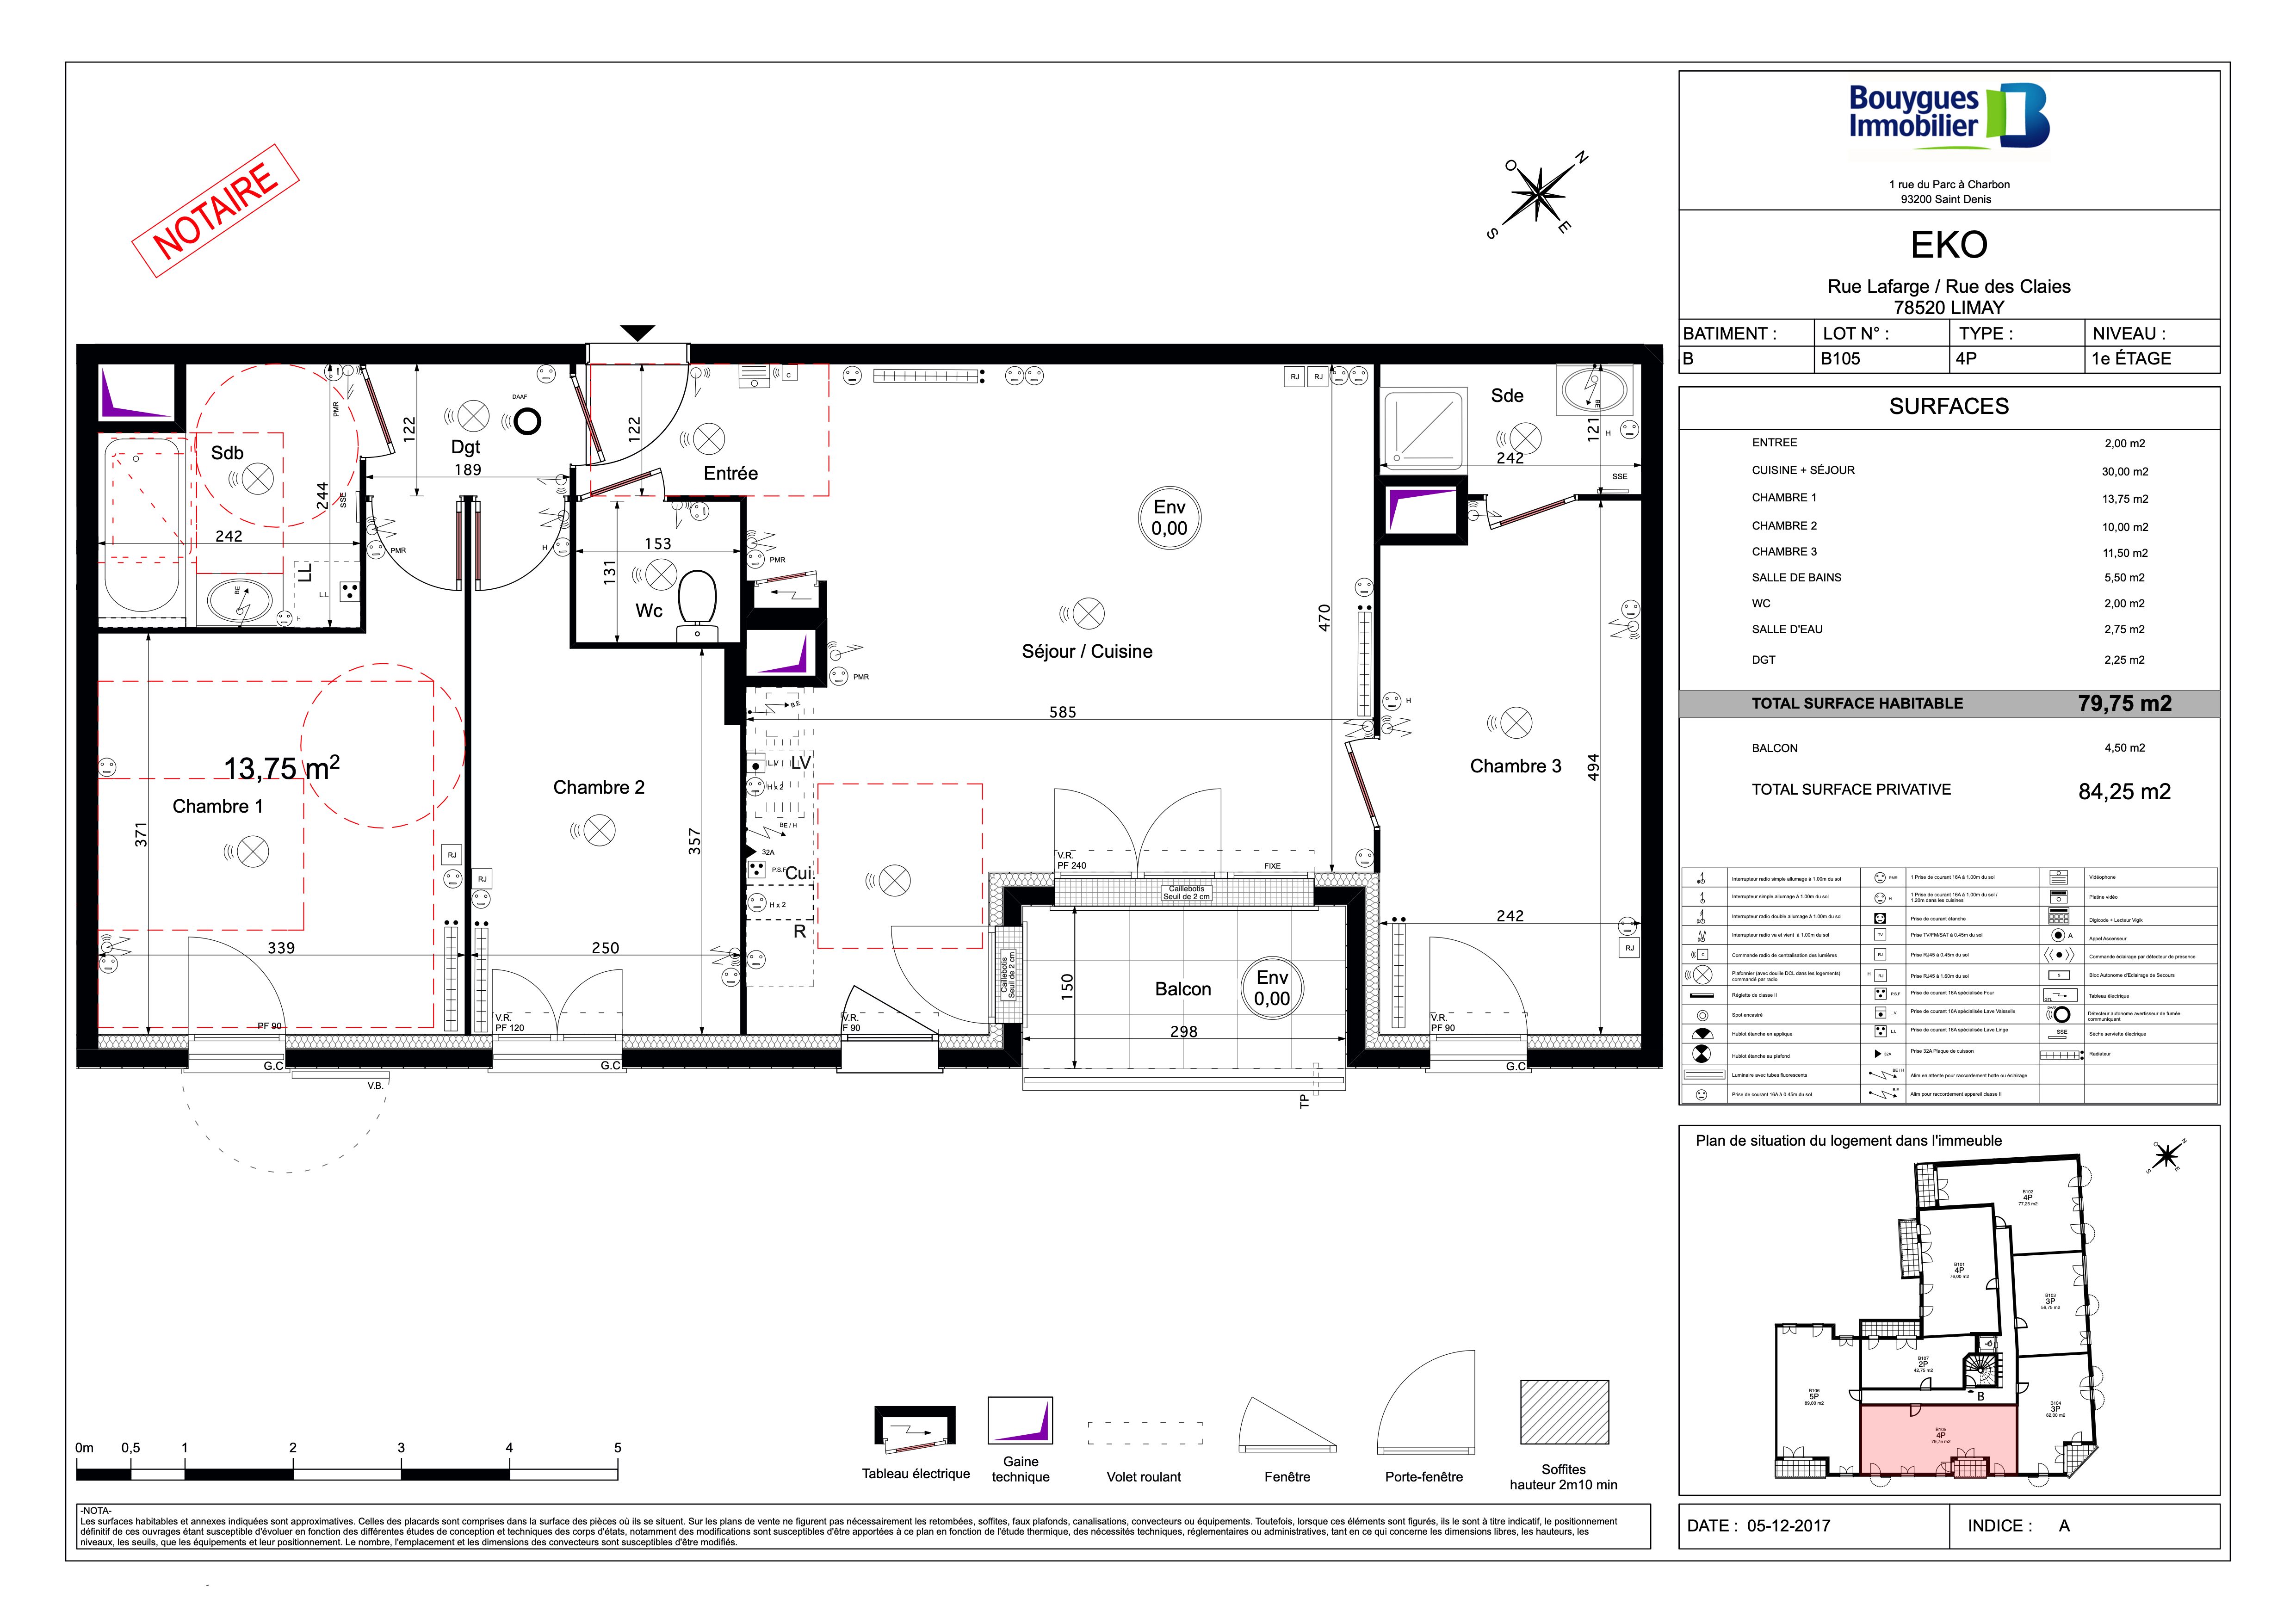 NOTAIRE
O
N
S
E
Bouygues
Immobilier
1 rue du Parc à Charbon
93200 Saint Denis
EKO
Rue Lafarge / Rue des Claies
78520 LIMAY
BATIMENT : LOT N° : TYPE : NIVEAU :
B B105 4P 1e ÉTAGE
SURFACES
ENTREE 2,00 m2
CUISINE + SÉJOUR 30,00 m2
CHAMBRE 1 13,75 m2
CHAMBRE 2 10,00 m2
CHAMBRE 3 11,50 m2
SALLE DE BAINS 5,50 m2
WC 2,00 m2
SALLE D'EAU 2,75 m2
DGT 2,25 m2
TOTAL SURFACE HABITABLE 79,75 m2
BALCON 4,50 m2
TOTAL SURFACE PRIVATIVE 84,25 m2
Interrupteur radio simple allumage à 1.00m du sol
PMR
1 Prise de courant 16A à 1.00m du sol
Vidéophone
Interrupteur simple allumage à 1.00m du sol
H
1 Prise de courant 16A à 1.00m du sol /
1.20m dans les cuisines
Platine vidéo
Interrupteur radio double allumage à 1.00m du sol
Prise de courant étanche
Digicode + Lecteur Vigik
Interrupteur radio va et vient à 1.00m du sol
TV
Prise TV/FM/SAT à 0.45m du sol
A
Appel Ascenseur
C
Commande radio de centralisation des lumières
RJ
Prise RJ45 à 0.45m du sol
Commande éclairage par détecteur de présence
Plafonnier (avec douille DCL dans les logements)
commandé par radio
H RJ
Prise RJ45 à 1.60m du sol
Bloc Autonome d'Eclairage de Secours
Réglette de classe II
P.S.F
Prise de courant 16A spécialisée Four
Tableau électrique
Spot encastré
L.V
Prise de courant 16A spécialisée Lave Vaisselle
Détecteur autonome avertisseur de fumée
communiquant
Hublot étanche en applique
L.L
Prise de courant 16A spécialisée Lave Linge
SSE
Sèche serviette électrique
Hublot étanche au plafond
32A
Prise 32A Plaque de cuisson
Radiateur
Luminaire avec tubes fluorescents
BE / H
Alim en attente pour raccordement hotte ou éclairage
Prise de courant 16A à 0.45m du sol
B.E
Alim pour raccordement appareil classe II
Sdb
PMR
244
SSE
242
LL
L.L
BE
H
122
Dgt
DAAF
189
PMR
H
122
C
Entrée
153
131
Wc
PMR
PMR
RJ RJ
Env
0,00
470
Séjour / Cuisine
585
Sde
BE
121
H
242
SSE
H
Chambre 3
494
242
RJ
V.R.
PF 90
G.C
13,75 m2
Chambre 1
371
339
RJ
PF 90
G.C
V.B.
Chambre 2
357
RJ
250
V.R.
PF 120
G.C
B.E
L.V
LV
H x 2
BE / H
32A
P.S.F
Cui.
H x 2
R
V.R.
F 90
V.R.
PF 240
FIXE
Caillebotis
Seuil de 2 cm
Caillebotis
Seuil de 2 cm
150
Balcon
Env
0,00
298
TP
Plan de situation du logement dans l'immeuble
O
N
S
E
B102
4P
77,25 m2
B101
4P
76,00 m2
B103
3P
56,75 m2
B107
2P
42,75 m2
B106
5P
89,00 m2
B
B104
3P
62,00 m2
B105
4P
79,75 m2
0m 0,5 1 2 3 4 5
Tableau électrique
Gaine
technique
Volet roulant
Fenêtre
Porte-fenêtre
Soffites
hauteur 2m10 min
-NOTA-
Les surfaces habitables et annexes indiquées sont approximatives. Celles des placards sont comprises dans la surface des pièces où ils se situent. Sur les plans de vente ne figurent pas nécessairement les retombées, soffites, faux plafonds, canalisations, convecteurs ou équipements. Toutefois, lorsque ces éléments sont figurés, ils le sont à titre indicatif, le positionnement
définitif de ces ouvrages étant susceptible d'évoluer en fonction des différentes études de conception et techniques des corps d'états, notamment des modifications sont susceptibles d'être apportées à ce plan en fonction de l'étude thermique, des nécessités techniques, réglementaires ou administratives, tant en ce qui concerne les dimensions libres, les hauteurs, les
niveaux, les seuils, que les équipements et leur positionnement. Le nombre, l'emplacement et les dimensions des convecteurs sont susceptibles d'être modifiés.
DATE : 05-12-2017
INDICE : A